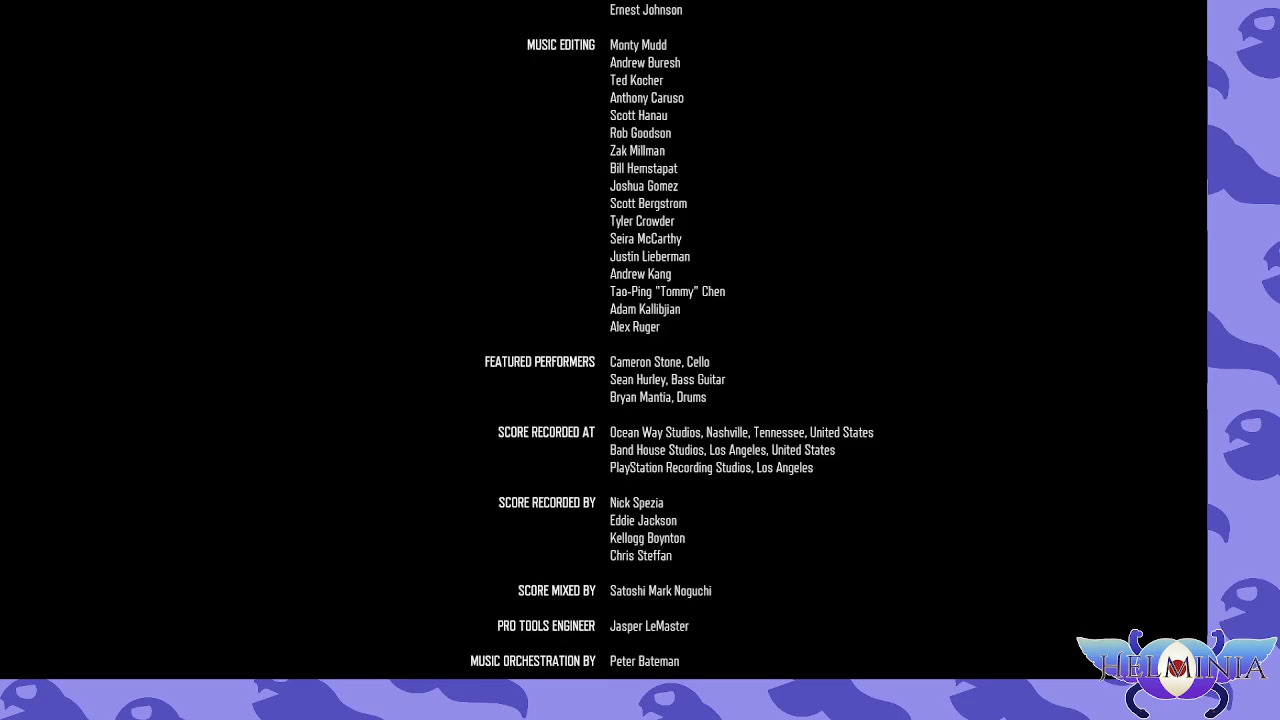 Ernest Johnson
MUSIC EDITING Monty Mudd
Andrew Buresh
Ted Kocher
Anthony Caruso
Scott Hanau
Rob Goodson
Zak Millman
Bill Hemstapat
Joshua Gomez
Scott Bergstrom
Tyler Crowder
Seira McCarthy
Justin Lieberman
Andrew Kang
Tao-Ping "Tommy" Chen
Adam Kallibjian
Alex Ruger
FEATURED PERFORMERS Cameron Stone, Cello
Sean Hurley, Bass Guitar
Bryan Mantia, Drums
SCORE RECORDED AT Ocean Way Studios, Nashville, Tennessee, United States
Band House Studios, Los Angeles, United States
PlayStation Recording Studios, Los Angeles
SCORE RECORDED BY Nick Spezia
Eddie Jackson
Kellogg Boynton
Chris Steffan
SCORE MIXED BY Satoshi Mark Noguchi
PRO TOOLS ENGINEER Jasper LeMaster
MUSIC ORCHESTRATION BY Peter Bateman
HELMINIA